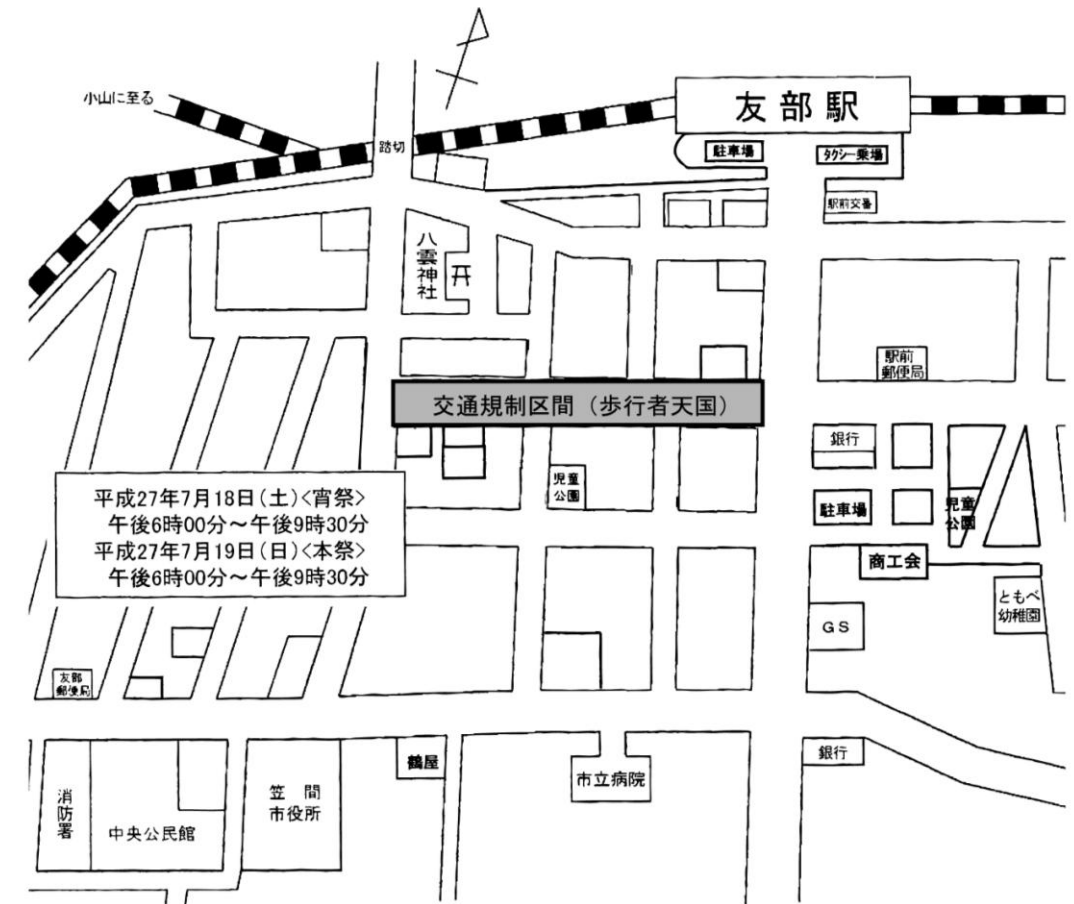 小山に至る
踏切
友部駅
駐車場
タクシー乗場
駅前交番
八雲神社
駅前
郵便局
交通規制区間（歩行者天国）
銀行
児童
公園
駐車場
児童
公園
平成27年7月18日(土)<宵祭>
午後6時00分～午後9時30分
平成27年7月19日(日)<本祭>
午後6時00分～午後9時30分
商工会
ともべ
幼稚園
GS
友部
郵便局
鶴屋
銀行
市立病院
消防署
中央公民館
笠間
市役所